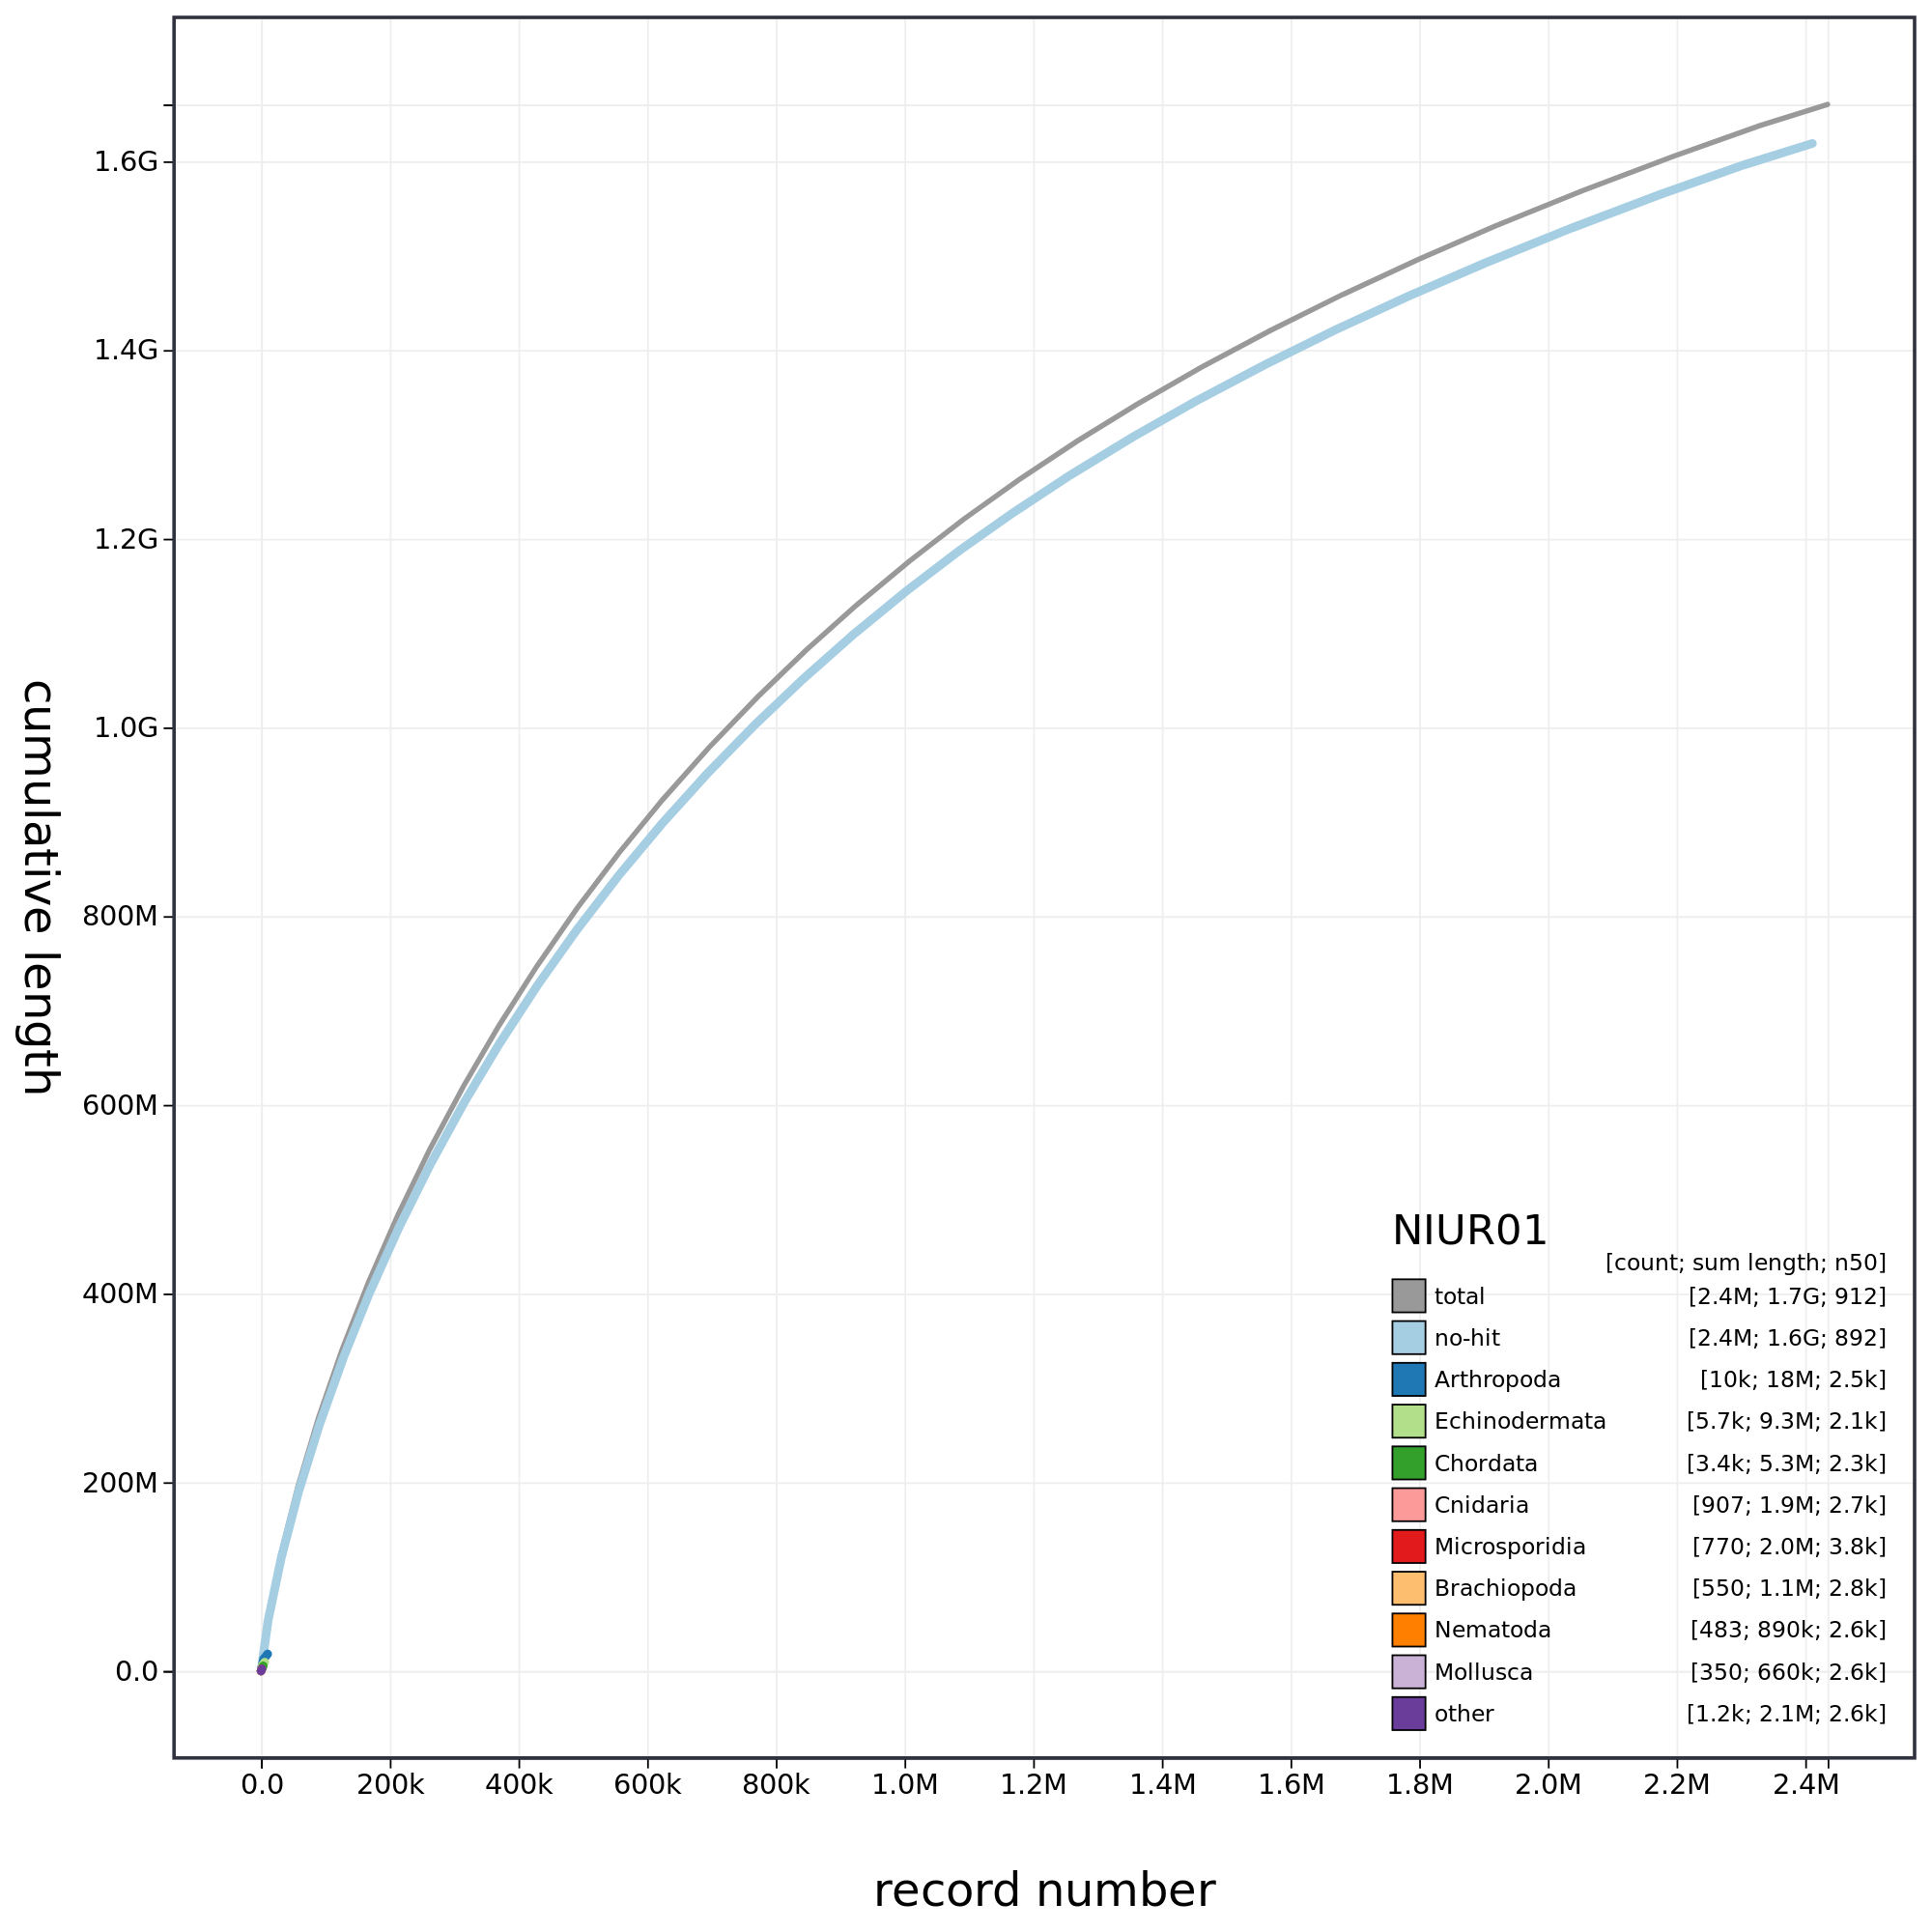 1.6G
1.4G
1.2G
1.0G
800M
600M
400M
200M
0.0
cumulative length
NIUR01
[count; sum length; n50]
total [2.4M; 1.7G; 912]
no-hit [2.4M; 1.6G; 892]
Arthropoda [10k; 18M; 2.5k]
Echinodermata [5.7k; 9.3M; 2.1k]
Chordata [3.4k; 5.3M; 2.3k]
Cnidaria [907; 1.9M; 2.7k]
Microsporidia [770; 2.0M; 3.8k]
Brachiopoda [550; 1.1M; 2.8k]
Nematoda [483; 890k; 2.6k]
Mollusca [350; 660k; 2.6k]
other [1.2k; 2.1M; 2.6k]
0.0 200k 400k 600k 800k 1.0M 1.2M 1.4M 1.6M 1.8M 2.0M 2.2M 2.4M
record number